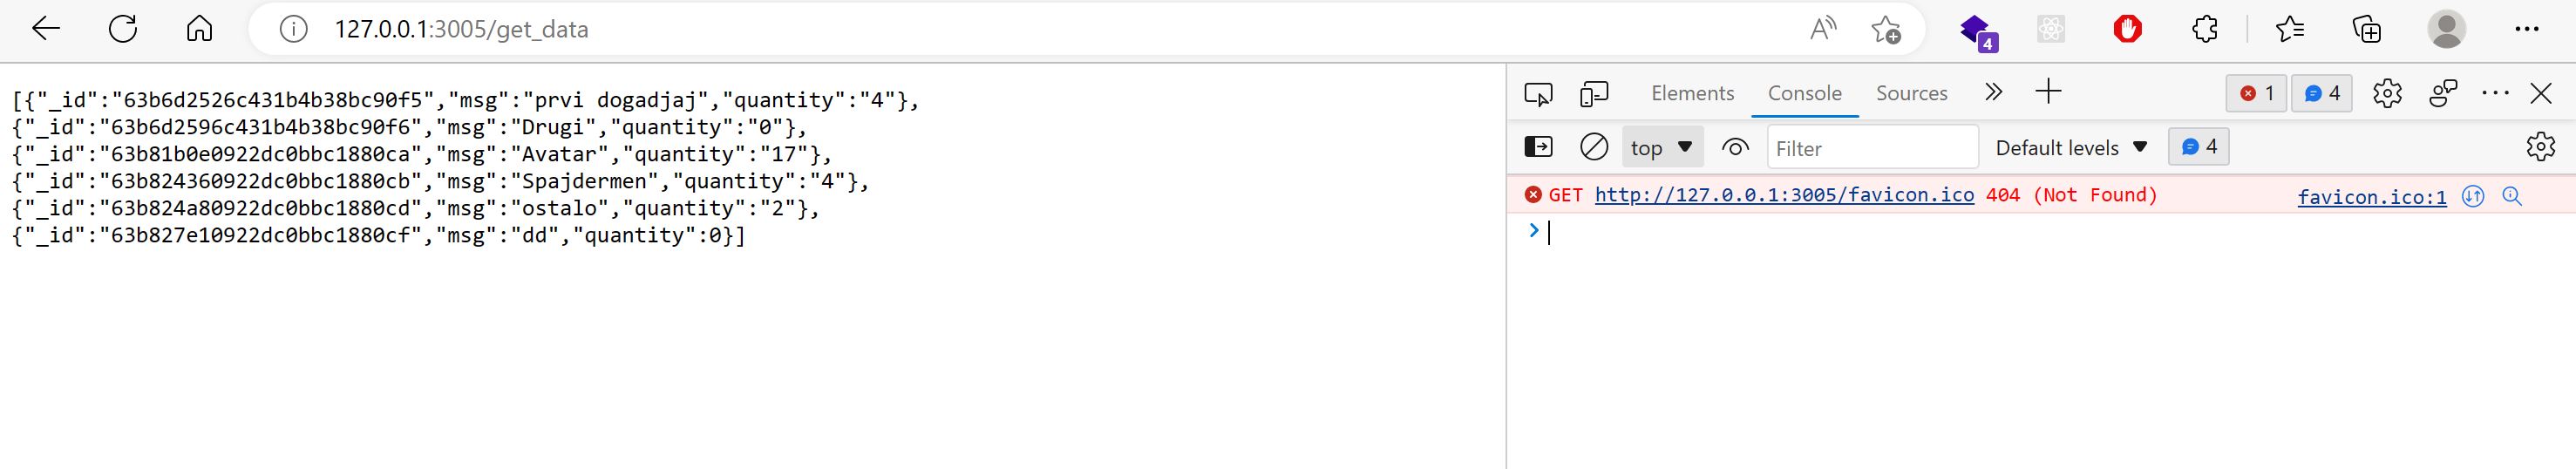 127.0.0.1:3005/get_data
4
[{"_id":"63b6d2526c431b4b38bc90f5","msg":"prvi dogadjaj","quantity":"4"},
{"_id":"63b6d2596c431b4b38bc90f6","msg":"Drugi","quantity":"0"},
{"_id":"63b81b0e0922dc0bbc1880ca","msg":"Avatar","quantity":"17"},
{"_id":"63b824360922dc0bbc1880cb","msg":"Spajdermen","quantity":"4"},
{"_id":"63b824a80922dc0bbc1880cd","msg":"ostalo","quantity":"2"},
{"_id":"63b827e10922dc0bbc1880cf","msg":"dd","quantity":0}]
Elements Console Sources 1 4
top Filter Default levels 4
GET http://127.0.0.1:3005/favicon.ico 404 (Not Found) favicon.ico:1